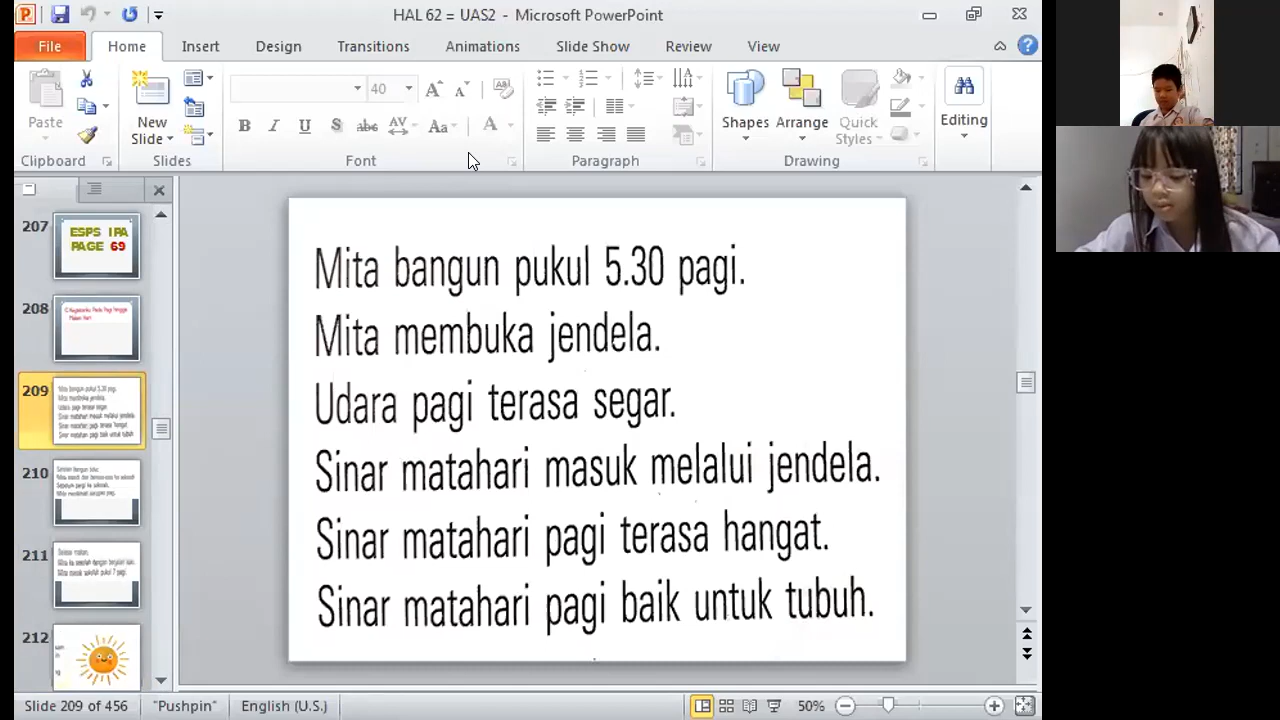 HAL 62 = UAS2 - Microsoft PowerPoint
File Home Insert Design Transitions Animations Slide Show Review View
Paste
New Slide
40
Shapes Arrange Quick Styles
Editing
Clipboard Slides Font Paragraph Drawing
207
ESPS IPA
PAGE 69
208
209
210
211
212
Mita bangun pukul 5.30 pagi.
Mita membuka jendela.
Udara pagi terasa segar.
Sinar matahari masuk melalui jendela.
Sinar matahari pagi terasa hangat.
Sinar matahari pagi baik untuk tubuh.
Slide 209 of 456 "Pushpin" English (U.S.) 50%